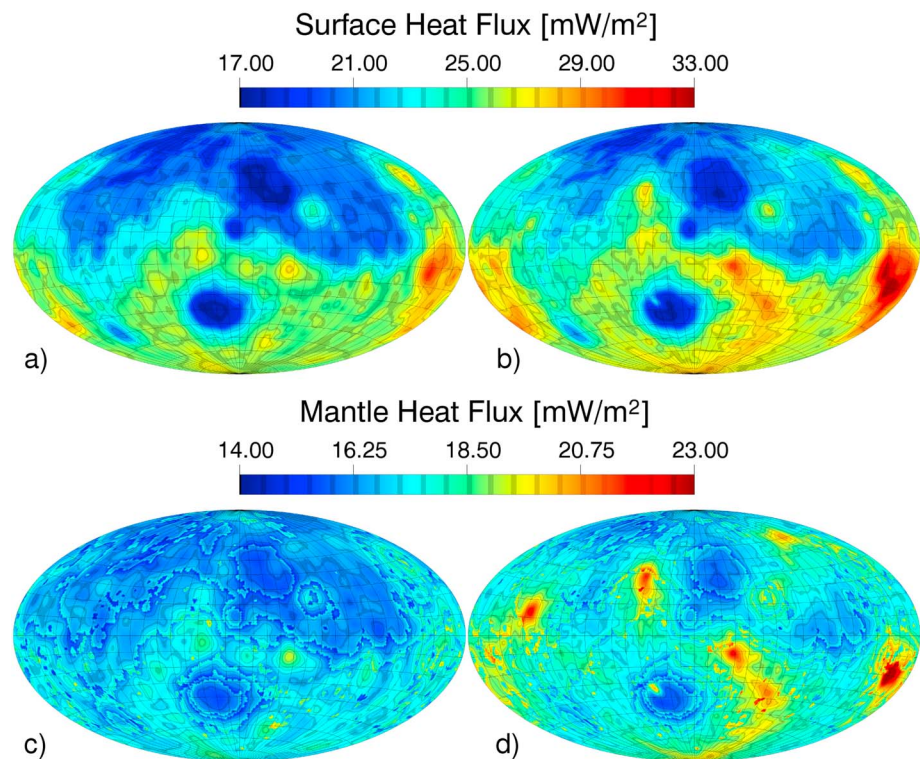 Surface Heat Flux [mW/m²]
17.00 21.00 25.00 29.00 33.00
a) b)
Mantle Heat Flux [mW/m²]
14.00 16.25 18.50 20.75 23.00
c) d)